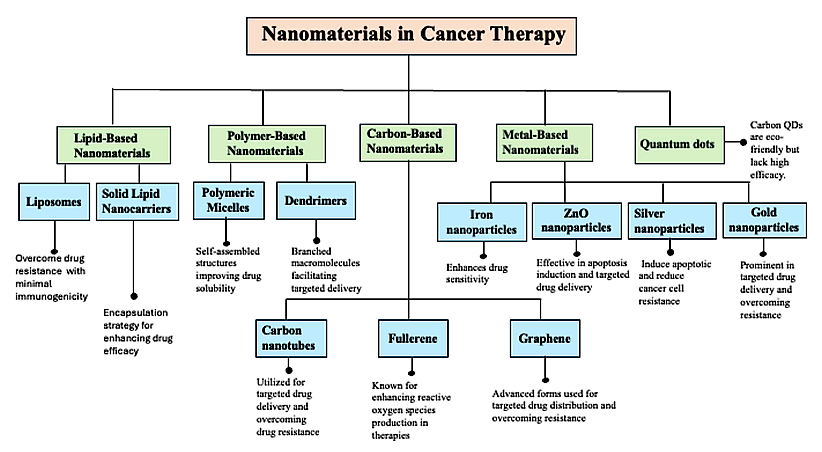 Nanomaterials in Cancer Therapy
Lipid-Based
Nanomaterials
Polymer-Based
Nanomaterials
Carbon-Based
Nanomaterials
Metal-Based
Nanomaterials
Quantum dots
Carbon QDs
are eco-
friendly but
lack high
efficacy.
Liposomes
Solid Lipid
Nanocarriers
Polymeric
Micelles
Dendrimers
Iron
nanoparticles
ZnO
nanoparticles
Silver
nanoparticles
Gold
nanoparticles
Overcome drug
resistance with
minimal
immunogenicity
Encapsulation
strategy for
enhancing drug
efficacy
Self-assembled
structures
improving drug
solubility
Branched
macromolecules
facilitating
targeted delivery
Enhances drug
sensitivity
Effective in apoptosis
induction and targeted
drug delivery
Induce apoptotic
and reduce
cancer cell
resistance
Prominent in
targeted drug
delivery and
overcoming
resistance
Carbon
nanotubes
Fullerene
Graphene
Utilized for
targeted drug
delivery and
overcoming
drug resistance
Known for
enhancing reactive
oxygen species
production in
therapies
Advanced forms used for
targeted drug distribution and
overcoming resistance